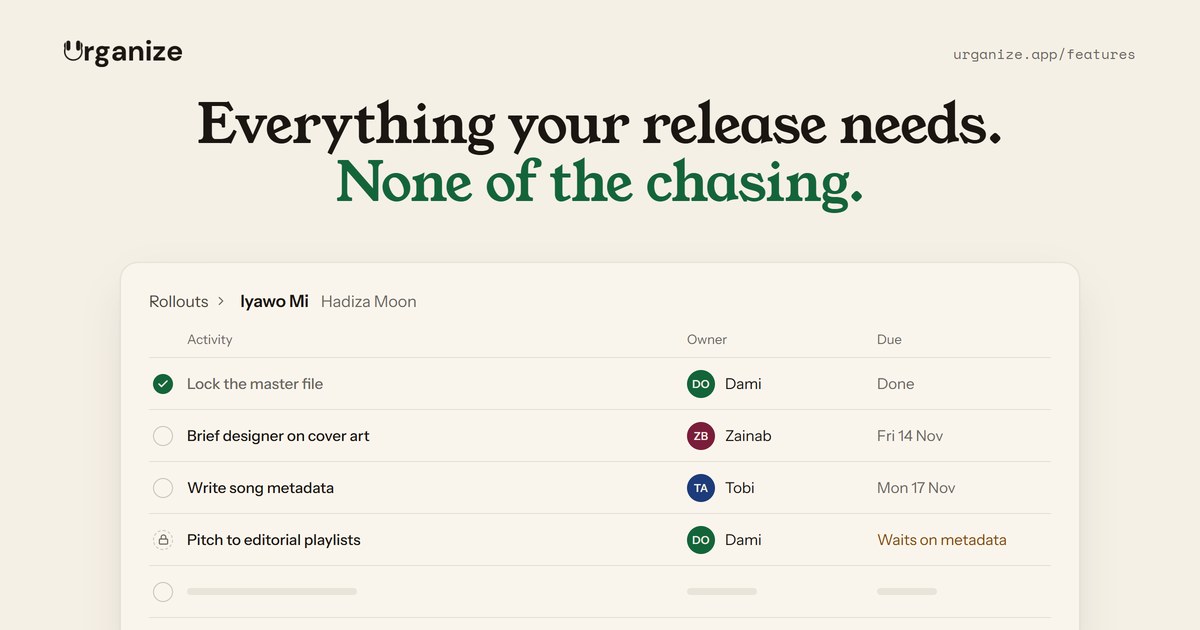 Urganize
urganize.app/features
Everything your release needs.
None of the chasing.
Rollouts > Iyawo Mi Hadiza Moon
Activity Owner Due
Lock the master file DO Dami Done
Brief designer on cover art ZB Zainab Fri 14 Nov
Write song metadata TA Tobi Mon 17 Nov
Pitch to editorial playlists DO Dami Waits on metadata